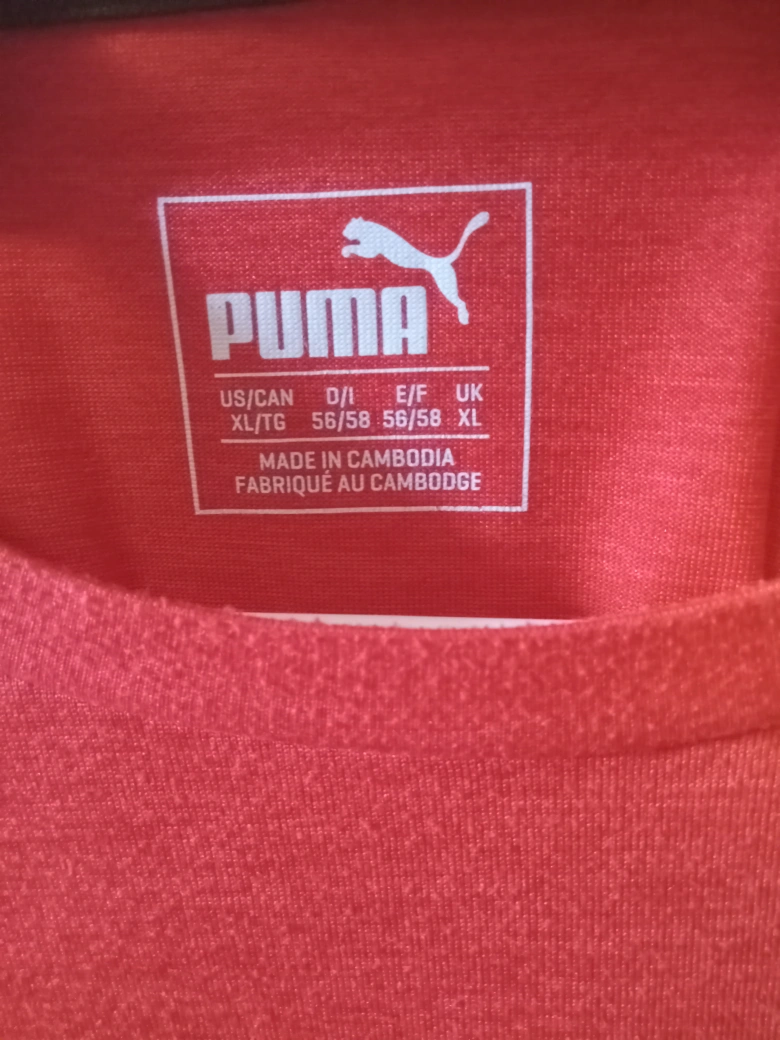 PUMA
US/CAN D/I E/F UK
XL/TG 56/58 56/58 XL
MADE IN CAMBODIA
FABRIQUÉ AU CAMBODGE